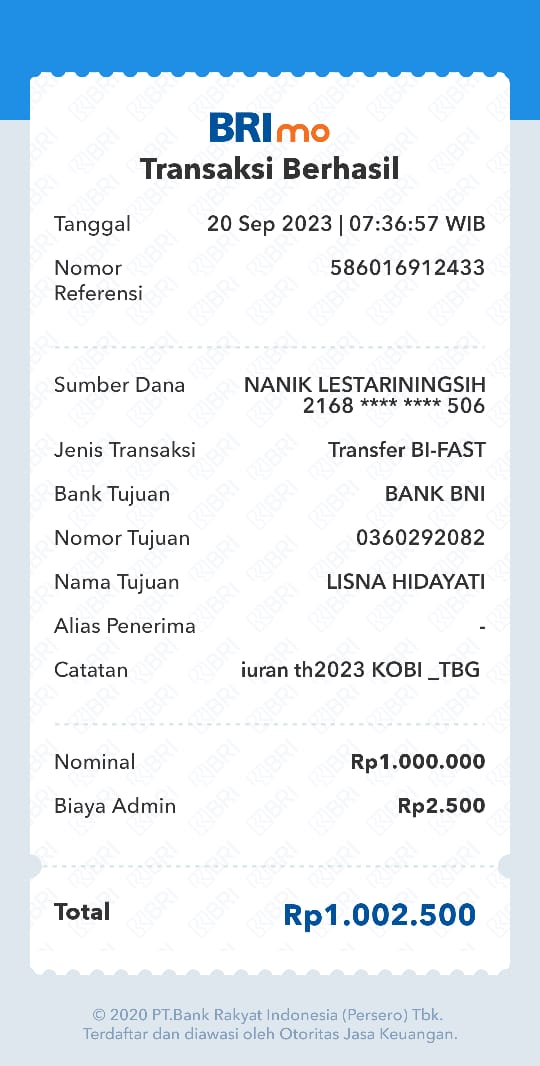 BRImo
Transaksi Berhasil
Tanggal 20 Sep 2023 | 07:36:57 WIB
Nomor Referensi 586016912433
Sumber Dana NANIK LESTARININGSIH
2168 **** **** 506
Jenis Transaksi Transfer BI-FAST
Bank Tujuan BANK BNI
Nomor Tujuan 0360292082
Nama Tujuan LISNA HIDAYATI
Alias Penerima -
Catatan iuran th2023 KOBI _TBG
Nominal Rp1.000.000
Biaya Admin Rp2.500
Total Rp1.002.500
© 2020 PT.Bank Rakyat Indonesia (Persero) Tbk.
Terdaftar dan diawasi oleh Otoritas Jasa Keuangan.